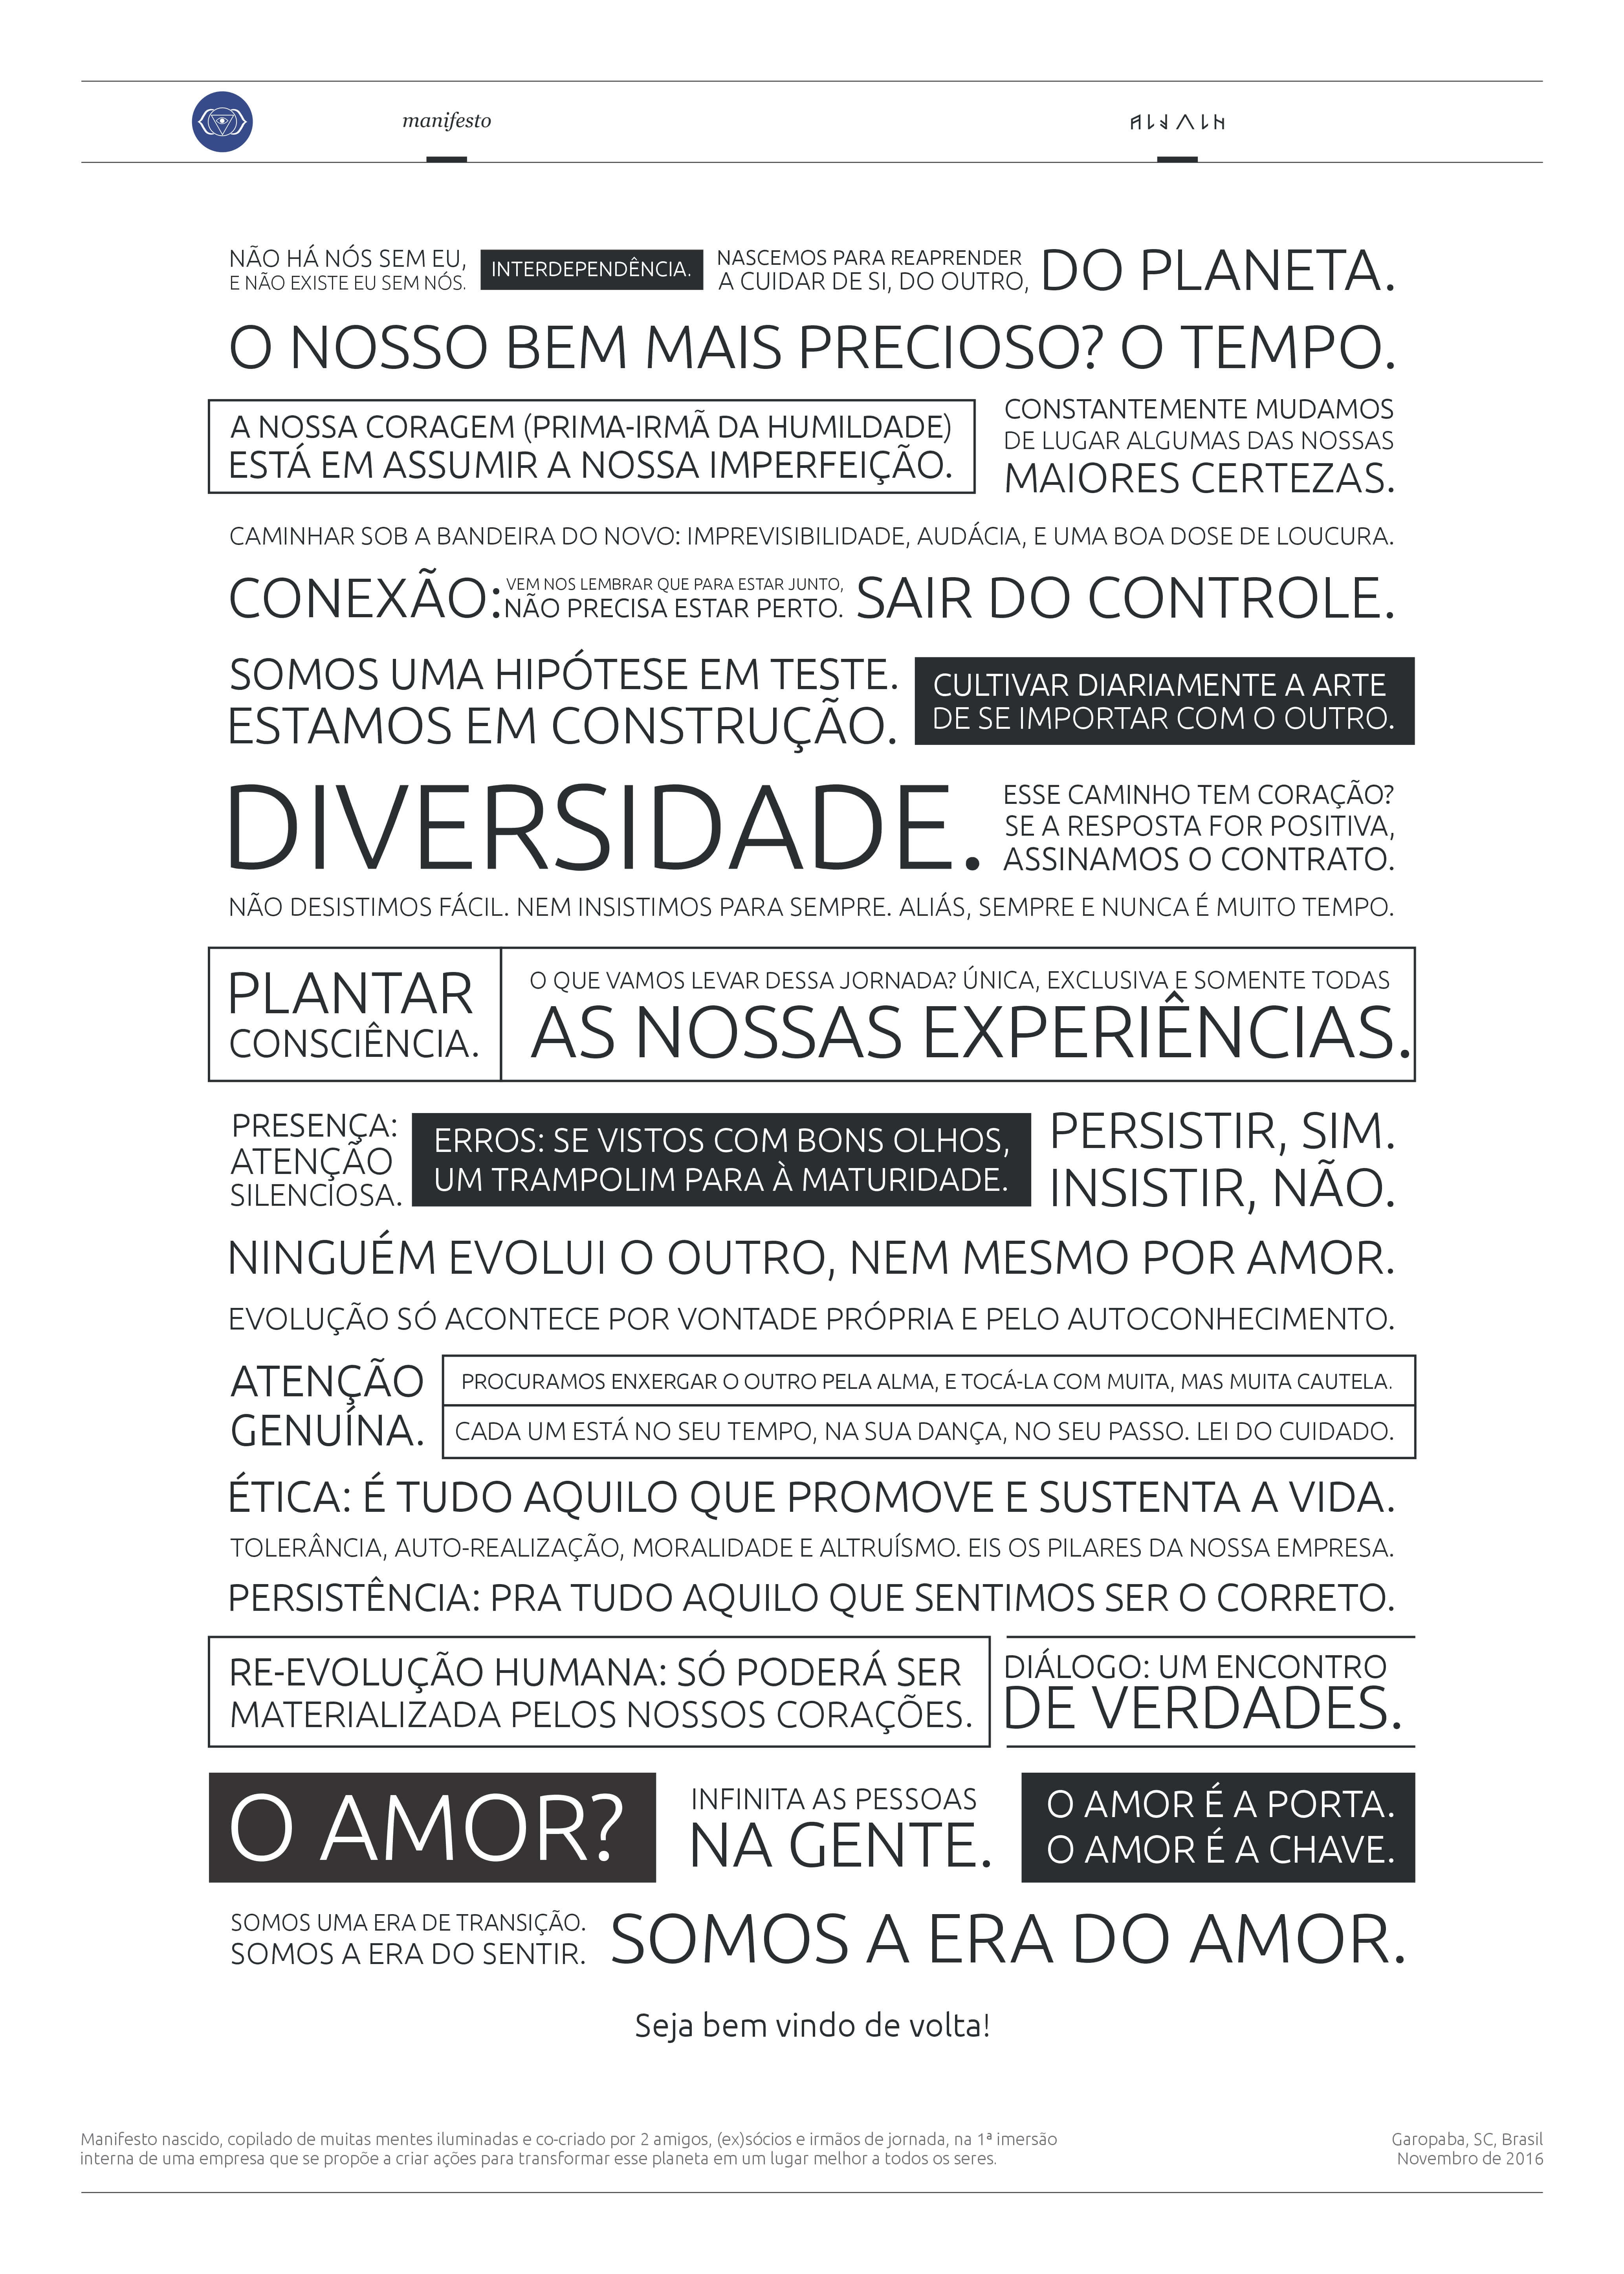 manifesto
NÃO HÁ NÓS SEM EU,
E NÃO EXISTE EU SEM NÓS.
INTERDEPENDÊNCIA.
NASCEMOS PARA REAPRENDER
A CUIDAR DE SI, DO OUTRO,
DO PLANETA.
O NOSSO BEM MAIS PRECIOSO? O TEMPO.
A NOSSA CORAGEM (PRIMA-IRMÃ DA HUMILDADE)
ESTÁ EM ASSUMIR A NOSSA IMPERFEIÇÃO.
CONSTANTEMENTE MUDAMOS
DE LUGAR ALGUMAS DAS NOSSAS
MAIORES CERTEZAS.
CAMINHAR SOB A BANDEIRA DO NOVO: IMPREVISIBILIDADE, AUDÁCIA, E UMA BOA DOSE DE LOUCURA.
CONEXÃO:
VEM NOS LEMBRAR QUE PARA ESTAR JUNTO,
NÃO PRECISA ESTAR PERTO.
SAIR DO CONTROLE.
SOMOS UMA HIPÓTESE EM TESTE.
ESTAMOS EM CONSTRUÇÃO.
CULTIVAR DIARIAMENTE A ARTE
DE SE IMPORTAR COM O OUTRO.
DIVERSIDADE.
ESSE CAMINHO TEM CORAÇÃO?
SE A RESPOSTA FOR POSITIVA,
ASSINAMOS O CONTRATO.
NÃO DESISTIMOS FÁCIL. NEM INSISTIMOS PARA SEMPRE. ALIÁS, SEMPRE E NUNCA É MUITO TEMPO.
PLANTAR
CONSCIÊNCIA.
O QUE VAMOS LEVAR DESSA JORNADA? ÚNICA, EXCLUSIVA E SOMENTE TODAS
AS NOSSAS EXPERIÊNCIAS.
PRESENÇA:
ATENÇÃO
SILENCIOSA.
ERROS: SE VISTOS COM BONS OLHOS,
UM TRAMPOLIM PARA À MATURIDADE.
PERSISTIR, SIM.
INSISTIR, NÃO.
NINGUÉM EVOLUI O OUTRO, NEM MESMO POR AMOR.
EVOLUÇÃO SÓ ACONTECE POR VONTADE PRÓPRIA E PELO AUTOCONHECIMENTO.
ATENÇÃO
GENUÍNA.
PROCURAMOS ENXERGAR O OUTRO PELA ALMA, E TOCÁ-LA COM MUITA, MAS MUITA CAUTELA.
CADA UM ESTÁ NO SEU TEMPO, NA SUA DANÇA, NO SEU PASSO. LEI DO CUIDADO.
ÉTICA: É TUDO AQUILO QUE PROMOVE E SUSTENTA A VIDA.
TOLERÂNCIA, AUTO-REALIZAÇÃO, MORALIDADE E ALTRUÍSMO. EIS OS PILARES DA NOSSA EMPRESA.
PERSISTÊNCIA: PRA TUDO AQUILO QUE SENTIMOS SER O CORRETO.
RE-EVOLUÇÃO HUMANA: SÓ PODERÁ SER
MATERIALIZADA PELOS NOSSOS CORAÇÕES.
DIÁLOGO: UM ENCONTRO
DE VERDADES.
O AMOR?
INFINITA AS PESSOAS
NA GENTE.
O AMOR É A PORTA.
O AMOR É A CHAVE.
SOMOS UMA ERA DE TRANSIÇÃO.
SOMOS A ERA DO SENTIR.
SOMOS A ERA DO AMOR.
Seja bem vindo de volta!
Manifesto nascido, copilado de muitas mentes iluminadas e co-criado por 2 amigos, (ex)sócios e irmãos de jornada, na 1ª imersão
interna de uma empresa que se propõe a criar ações para transformar esse planeta em um lugar melhor a todos os seres.
Garopaba, SC, Brasil
Novembro de 2016